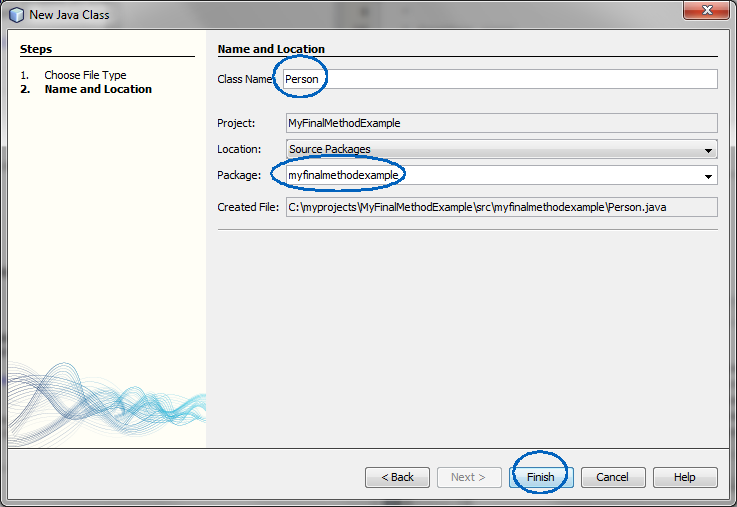 New Java Class
Steps
1. Choose File Type
2. Name and Location
Name and Location
Class Name: Person
Project: MyFinalMethodExample
Location: Source Packages
Package: myfinalmethodexample
Created File: C:\myprojects\MyFinalMethodExample\src\myfinalmethodexample\Person.java
< Back Next > Finish Cancel Help